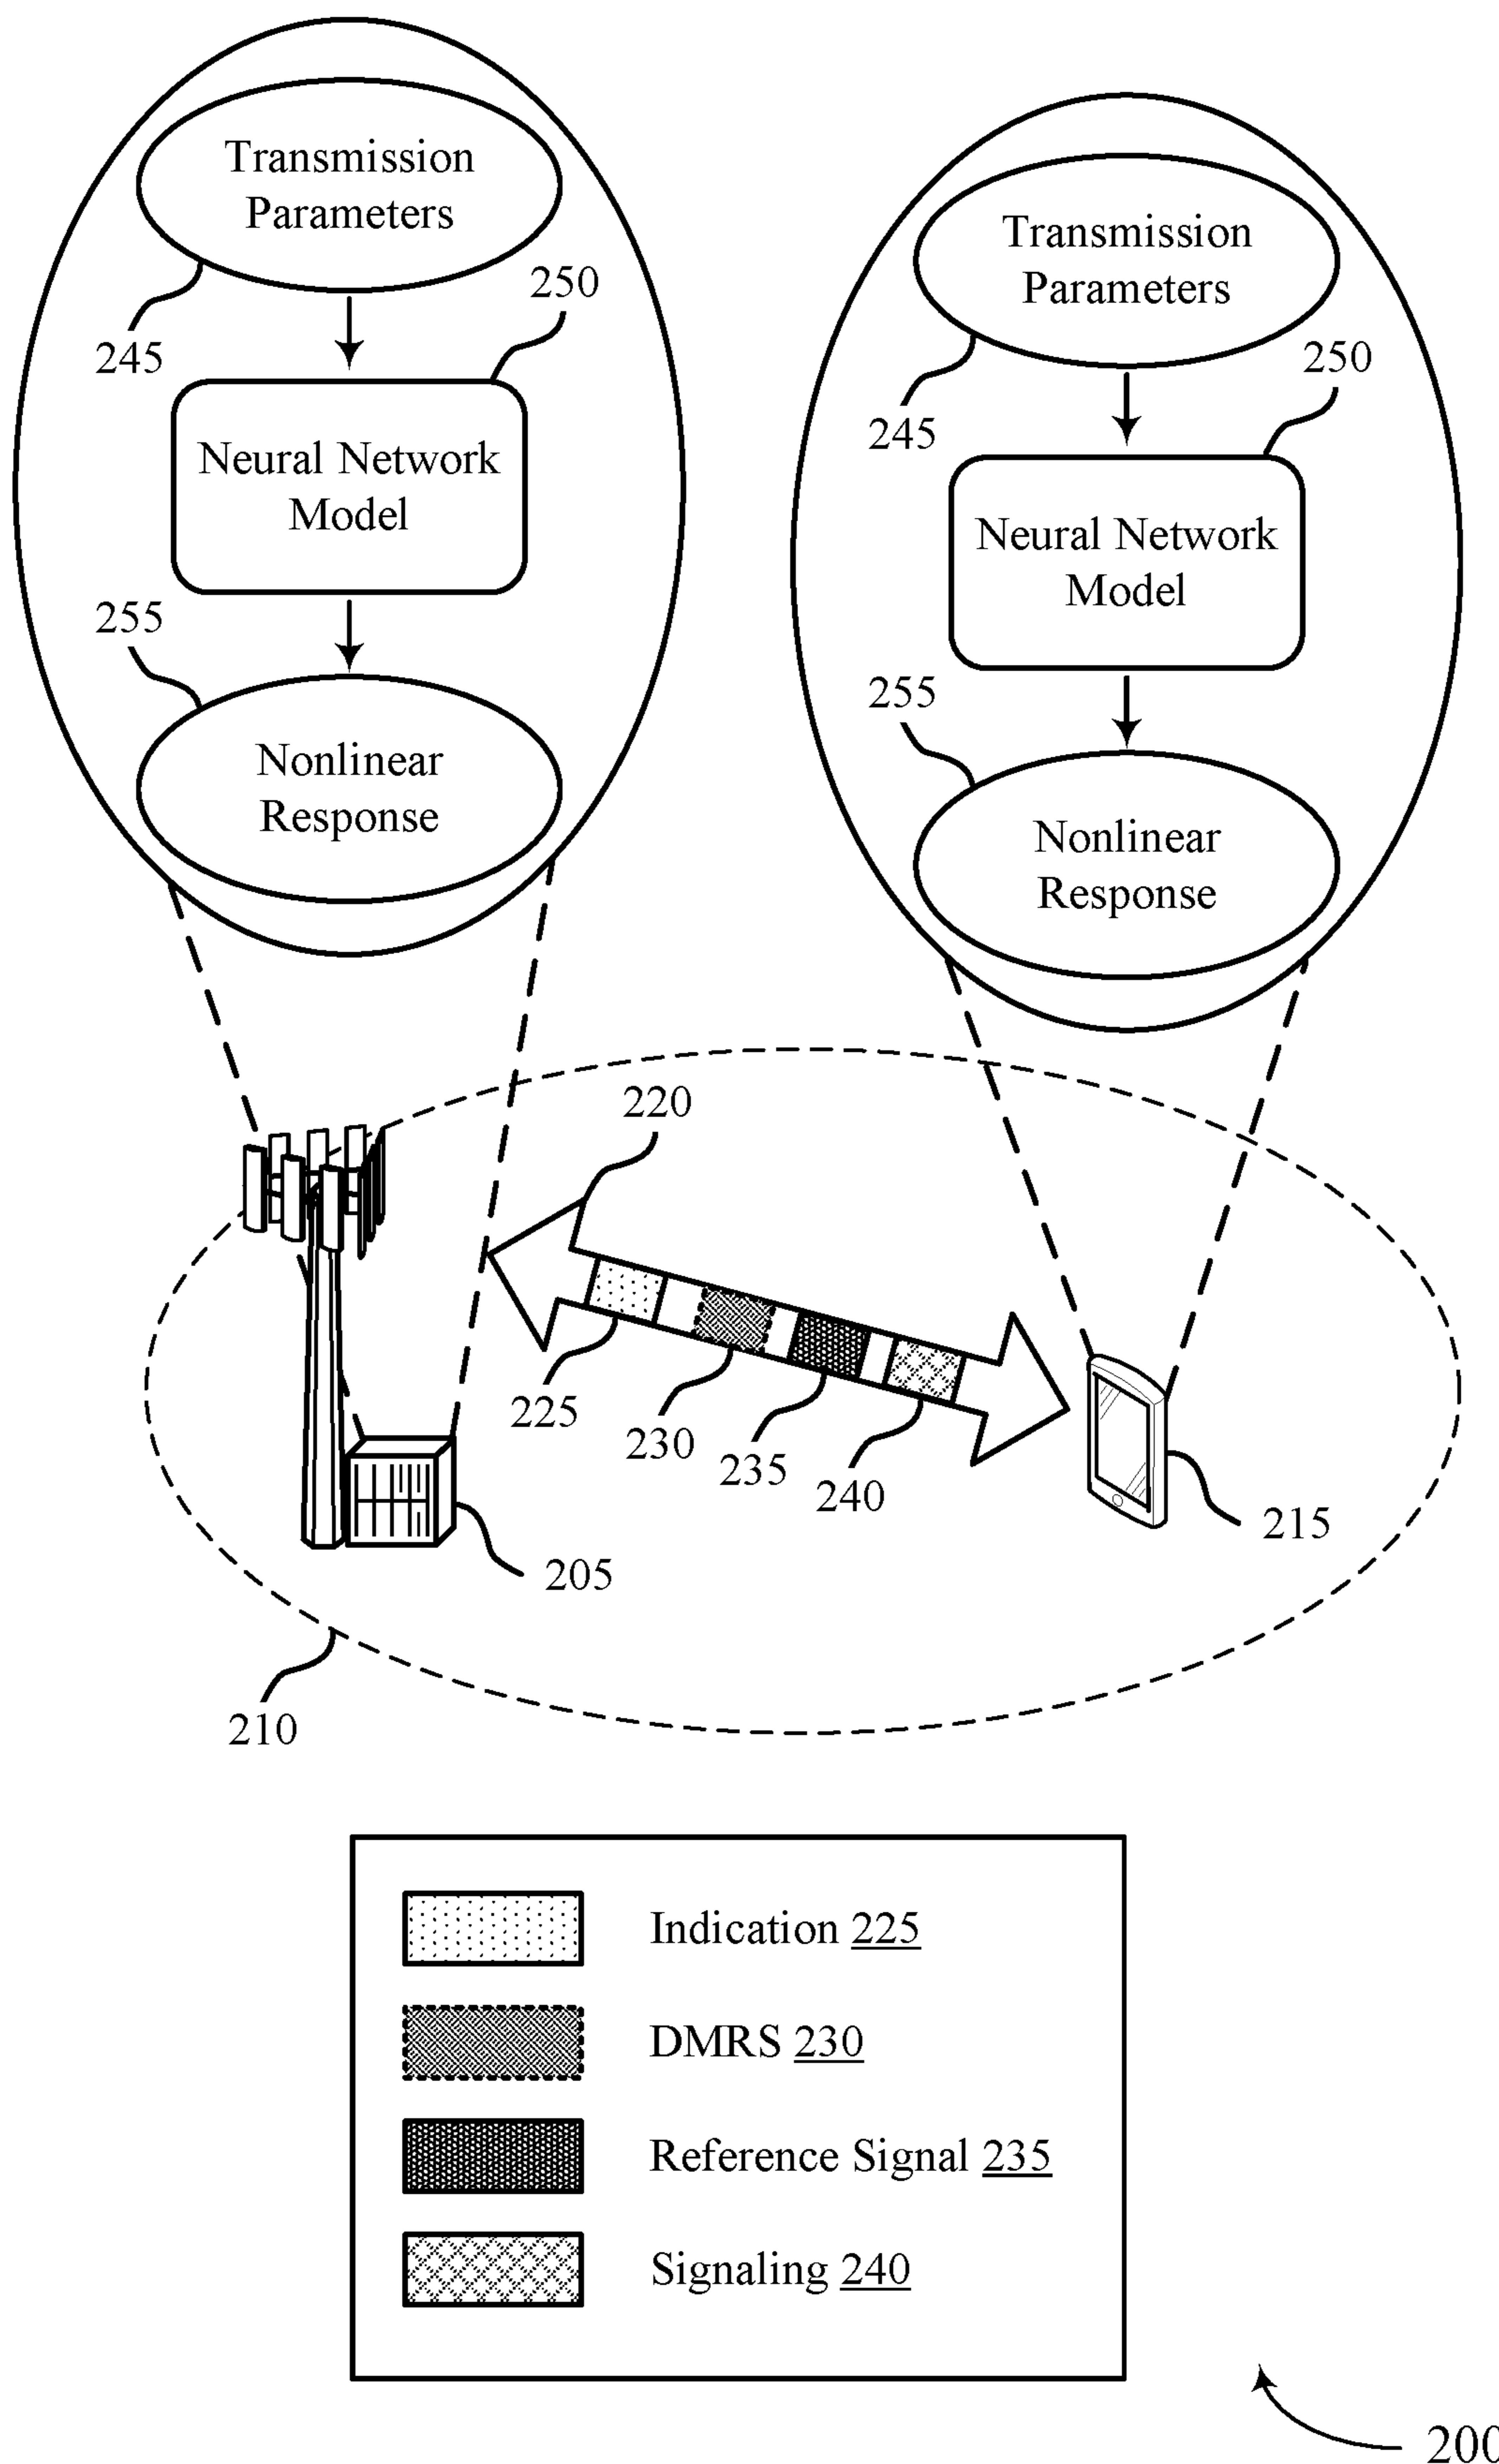 Transmission
Parameters
245
250
Neural Network
Model
255
Nonlinear
Response
Transmission
Parameters
245
250
Neural Network
Model
255
Nonlinear
Response
220
225
230
235
240
215
205
210
Indication 225
DMRS 230
Reference Signal 235
Signaling 240
200